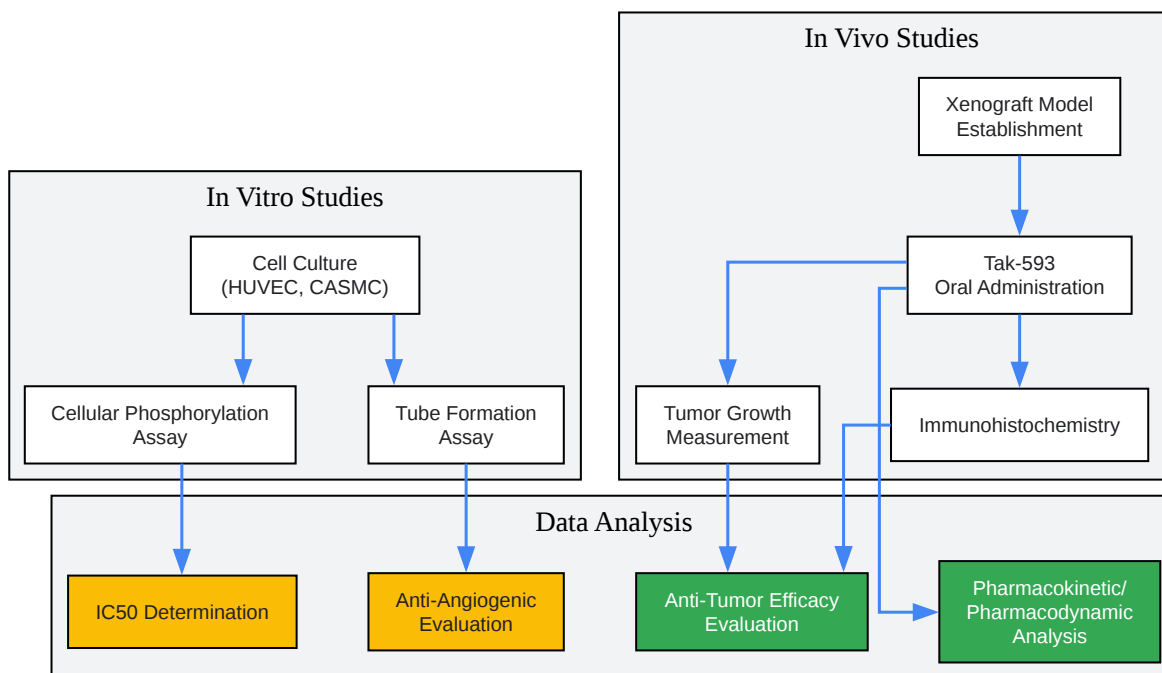 In Vivo Studies
Xenograft Model
Establishment
In Vitro Studies
Cell Culture
(HUVEC, CASMC)
Tak-593
Oral Administration
Cellular Phosphorylation
Assay
Tube Formation
Assay
Tumor Growth
Measurement
Immunohistochemistry
Data Analysis
IC50 Determination
Anti-Angiogenic
Evaluation
Anti-Tumor Efficacy
Evaluation
Pharmacokinetic/
Pharmacodynamic
Analysis